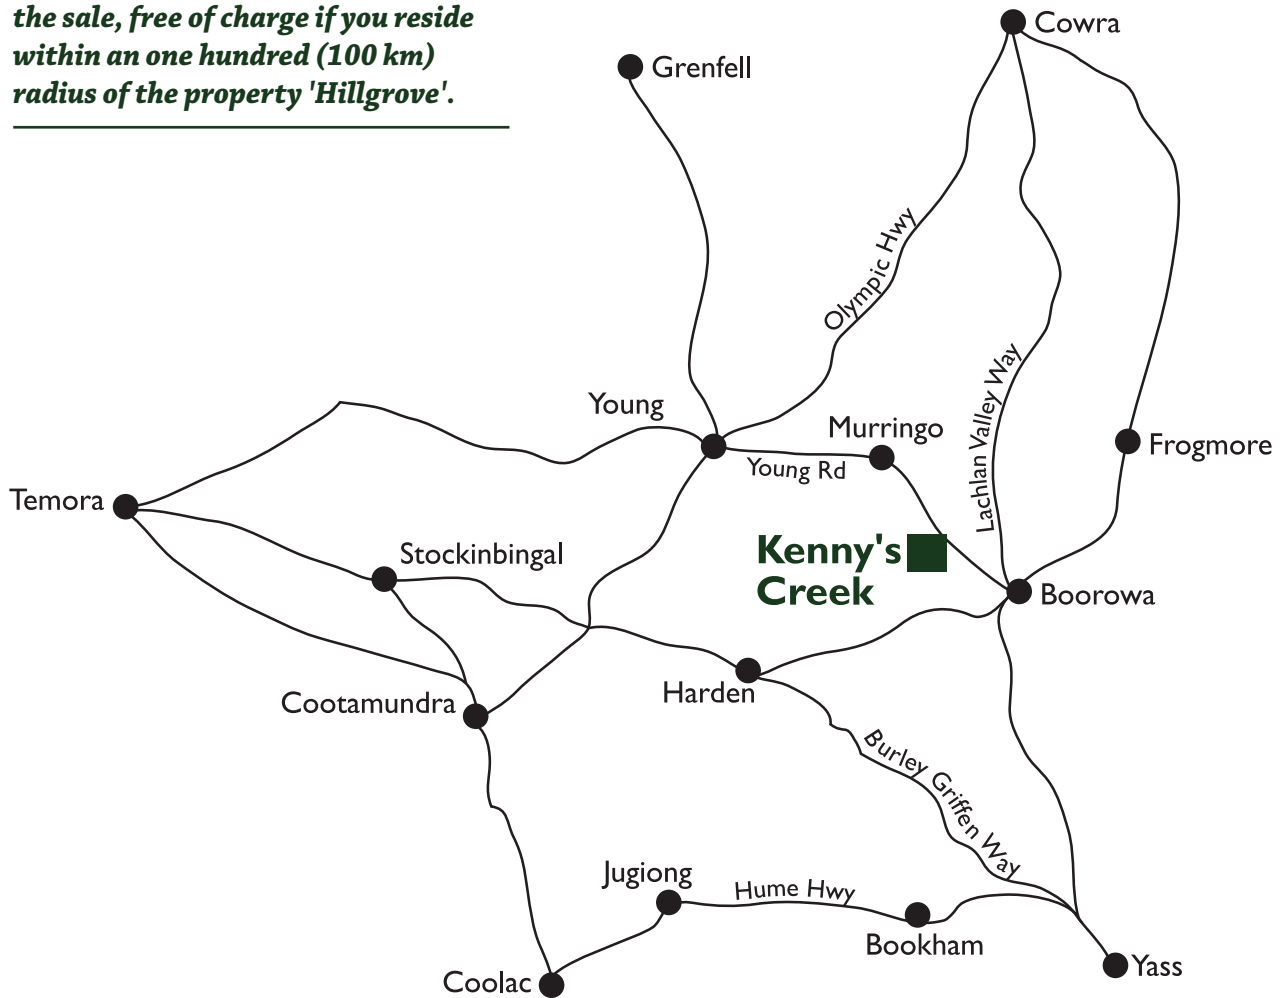 the sale, free of charge if you reside
within an one hundred (100 km)
radius of the property 'Hillgrove'.
Cowra
Grenfell
Olympic Hwy
Lachlan Valley Way
Young
Murringo
Young Rd
Frogmore
Temora
Stockinbingal
Kenny's
Creek
Boorowa
Harden
Cootamundra
Burley Griffen Way
Jugiong
Hume Hwy
Bookham
Yass
Coolac